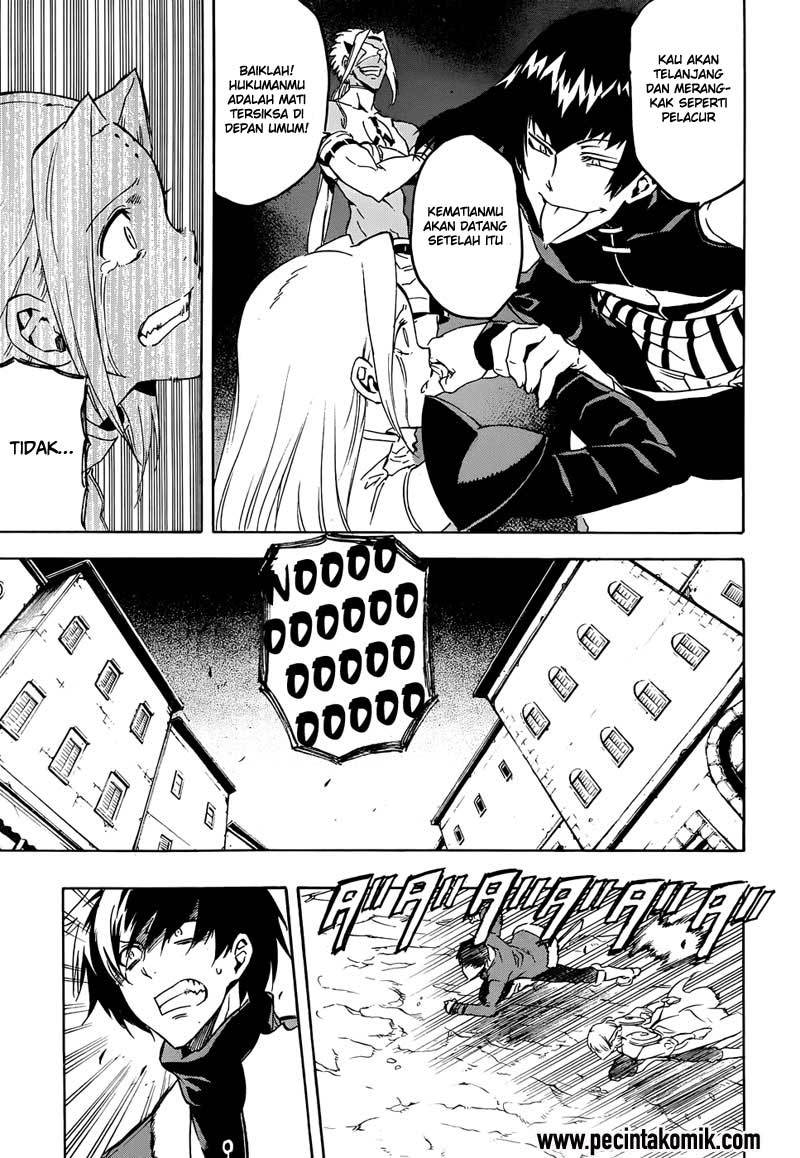 KAU AKAN
TELANJANG
DAN MERANG-
KAK SEPERTI
PELACUR
BAIKLAH!
HUKUMANMU
ADALAH MATI
TERSIKSA DI
DEPAN UMUM!
KEMATIANMU
AKAN DATANG
SETELAH ITU
TIDAK...
NOOOO
OOOOOO
OOOOO
OOOOO
A!! A!! A!! A!! A!! A!!
www.pecintakomik.com